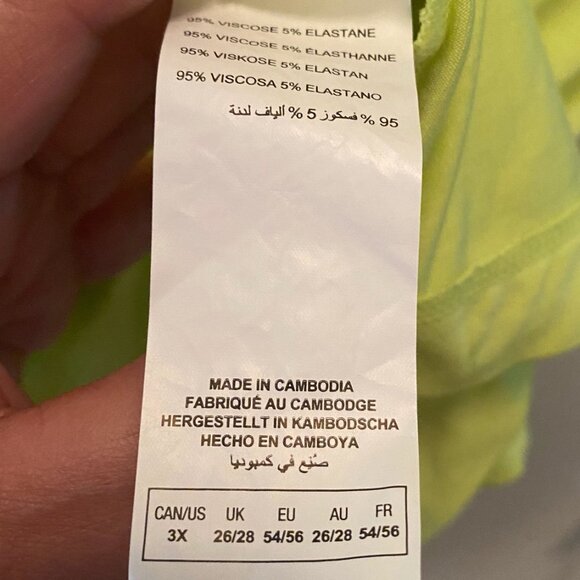 95% VISCOSE 5% ELASTANE
95% VISCOSE 5% ÉLASTHANNE
95% VISKOSE 5% ELASTAN
95% VISCOSA 5% ELASTANO
95 % فسكوز 5 % ألياف لدنة
MADE IN CAMBODIA
FABRIQUÉ AU CAMBODGE
HERGESTELLT IN KAMBODSCHA
HECHO EN CAMBOYA
صُنِع في كمبوديا
CAN/US UK EU AU FR
3X 26/28 54/56 26/28 54/56